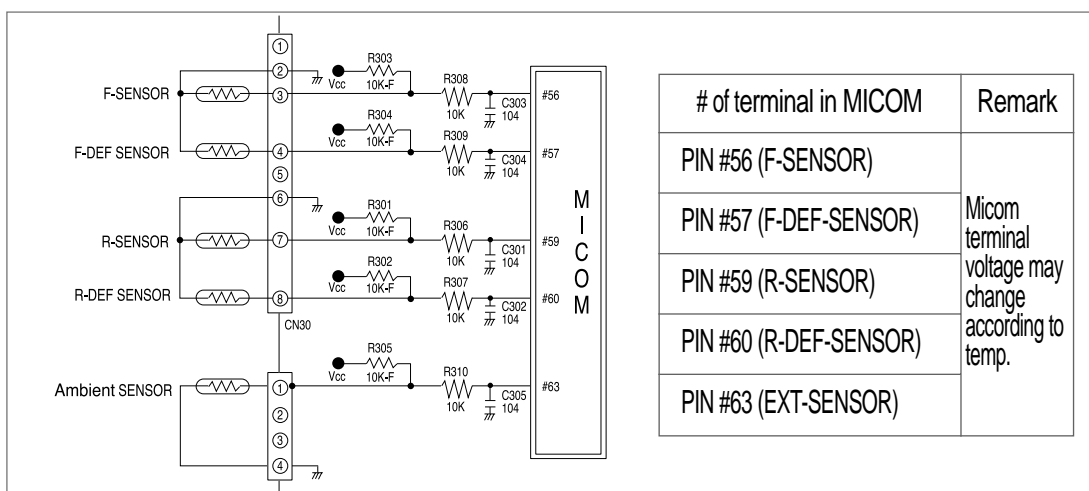 ①
②
③
④
⑤
⑥
⑦
⑧
CN30
F-SENSOR
F-DEF SENSOR
R-SENSOR
R-DEF SENSOR
Ambient SENSOR
①
②
③
④
R303
Vcc 10K-F
R308
10K
C303
104
#56
R304
Vcc 10K-F
R309
10K
C304
104
#57
R301
Vcc 10K-F
R306
10K
C301
104
#59
R302
Vcc 10K-F
R307
10K
C302
104
#60
R305
Vcc 10K-F
R310
10K
C305
104
#63
M
I
C
O
M
# of terminal in MICOM Remark
PIN #56 (F-SENSOR)
PIN #57 (F-DEF-SENSOR)
PIN #59 (R-SENSOR)
PIN #60 (R-DEF-SENSOR)
PIN #63 (EXT-SENSOR)
Micom
terminal
voltage may
change
according to
temp.